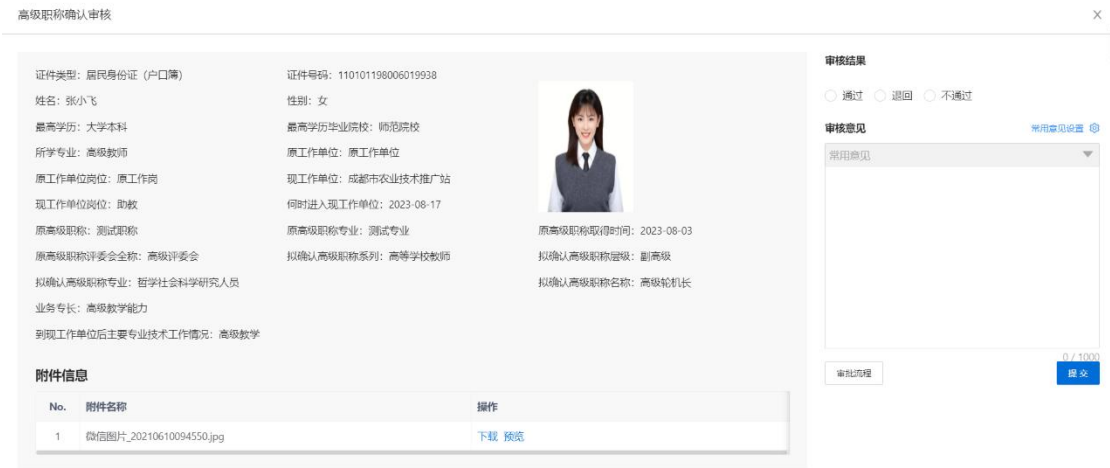 高级职称确认审核
证件类型：居民身份证（户口簿） 证件号码：110101198006019938
姓名：张小飞 性别：女
最高学历：大学本科 最高学历毕业院校：师范院校
所学专业：高级教师 原工作单位：原工作单位
原工作单位岗位：原工作岗 现工作单位：成都市农业技术推广站
现工作单位岗位：助教 何时进入现工作单位：2023-08-17
原高级职称：测试职称 原高级职称专业：测试专业 原高级职称取得时间：2023-08-03
原高级职称评委会全称：高级评委会 拟确认高级职称系列：高等学校教师 拟确认高级职称层级：副高级
拟确认高级职称专业：哲学社会科学研究人员 拟确认高级职称名称：高级轮机长
业务专长：高级教学能力
到现工作单位后主要专业技术工作情况：高级教学
附件信息
No. 附件名称 操作
1 微信图片_20210610094550.jpg 下载 预览
审核结果
通过 退回 不通过
审核意见 常用意见设置
常用意见
0 / 1000
审批流程 提交